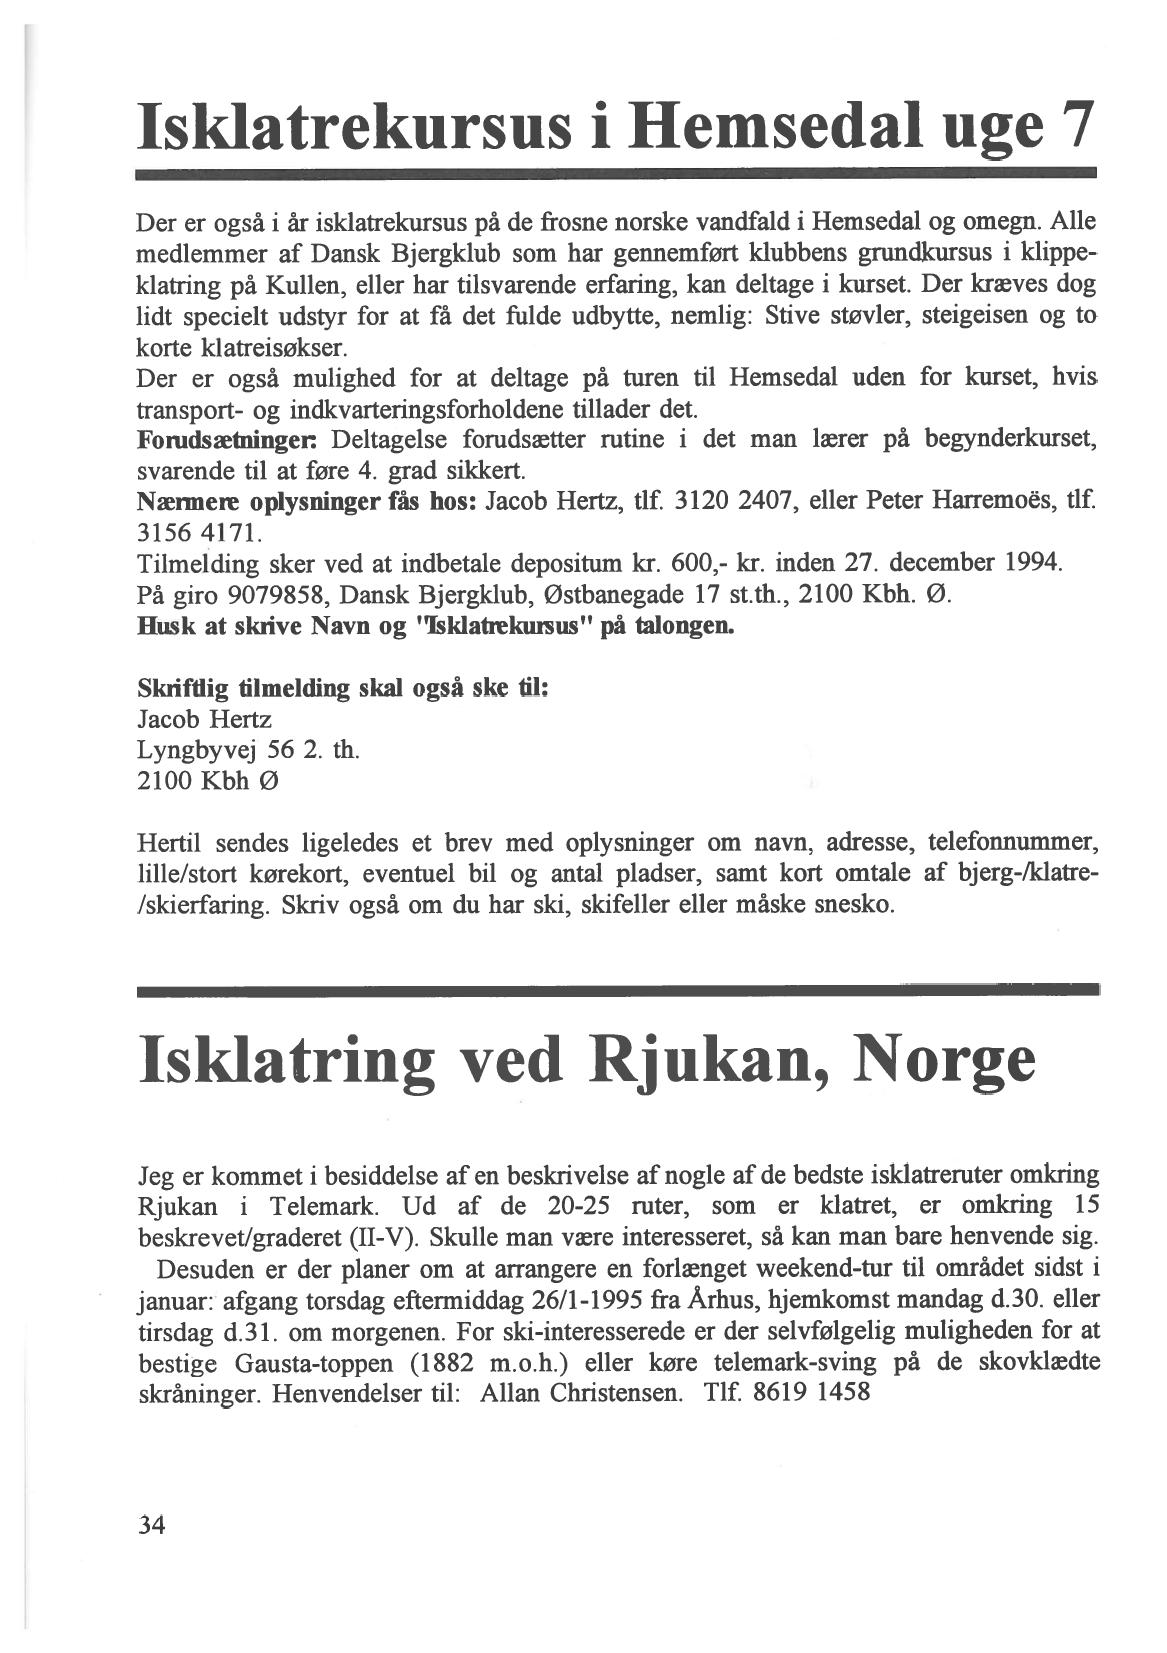 Isklatrekursus i Hemsedal uge 7
Der er også i år isklatrekursus på de frosne norske vandfald i Hemsedal og omegn. Alle
medlemmer af Dansk Bjergklub som har gennemført klubbens grundkursus i klippe-
klatring på Kullen, eller har tilsvarende erfaring, kan deltage i kurset. Der kræves dog
lidt specielt udstyr for at få det fulde udbytte, nemlig: Stive støvler, steigeisen og to
korte klatreisøkser.
Der er også mulighed for at deltage på turen til Hemsedal uden for kurset, hvis
transport- og indkvarteringsforholdene tillader det.
Forudsætninger: Deltagelse forudsætter rutine i det man lærer på begynderkurset,
svarende til at føre 4. grad sikkert.
Nærmere oplysninger fås hos: Jacob Hertz, tlf. 3120 2407, eller Peter Harremoës, tlf.
3156 4171.
Tilmelding sker ved at indbetale depositum kr. 600,- kr. inden 27. december 1994.
På giro 9079858, Dansk Bjergklub, Østbanegade 17 st.th., 2100 Kbh. Ø.
Husk at skrive Navn og "Isklatrekursus" på talongen.
Skriftlig tilmelding skal også ske til:
Jacob Hertz
Lyngbyvej 56 2. th.
2100 Kbh Ø
Hertil sendes ligeledes et brev med oplysninger om navn, adresse, telefonnummer,
lille/stort kørekort, eventuel bil og antal pladser, samt kort omtale af bjerg-/klatre-
/skierfaring. Skriv også om du har ski, skifeller eller måske snesko.
Isklatring ved Rjukan, Norge
Jeg er kommet i besiddelse af en beskrivelse af nogle af de bedste isklatreruter omkring
Rjukan i Telemark. Ud af de 20-25 ruter, som er klatret, er omkring 15
beskrevet/graderet (II-V). Skulle man være interesseret, så kan man bare henvende sig.
Desuden er der planer om at arrangere en forlænget weekend-tur til området sidst i
januar: afgang torsdag eftermiddag 26/1-1995 fra Århus, hjemkomst mandag d.30. eller
tirsdag d.31. om morgenen. For ski-interesserede er der selvfølgelig muligheden for at
bestige Gausta-toppen (1882 m.o.h.) eller køre telemark-sving på de skovklædte
skråninger. Henvendelser til: Allan Christensen. Tlf. 8619 1458
34